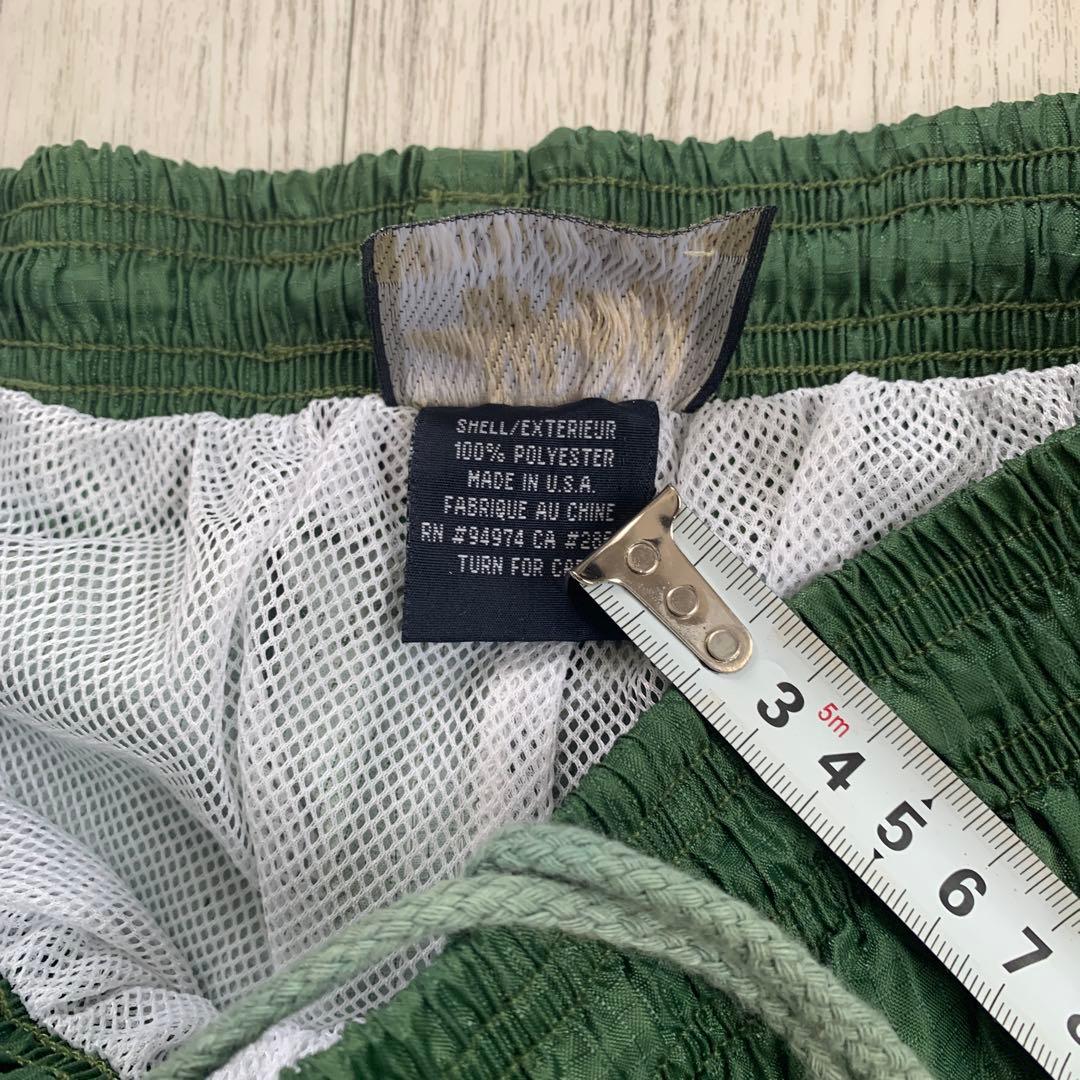 SHELL/EXTERIEUR
100% POLYESTER
MADE IN U.S.A.
FABRIQUE AU CHINE
RN #94974 CA
TURN FOR
3 5m
4
5
6
7